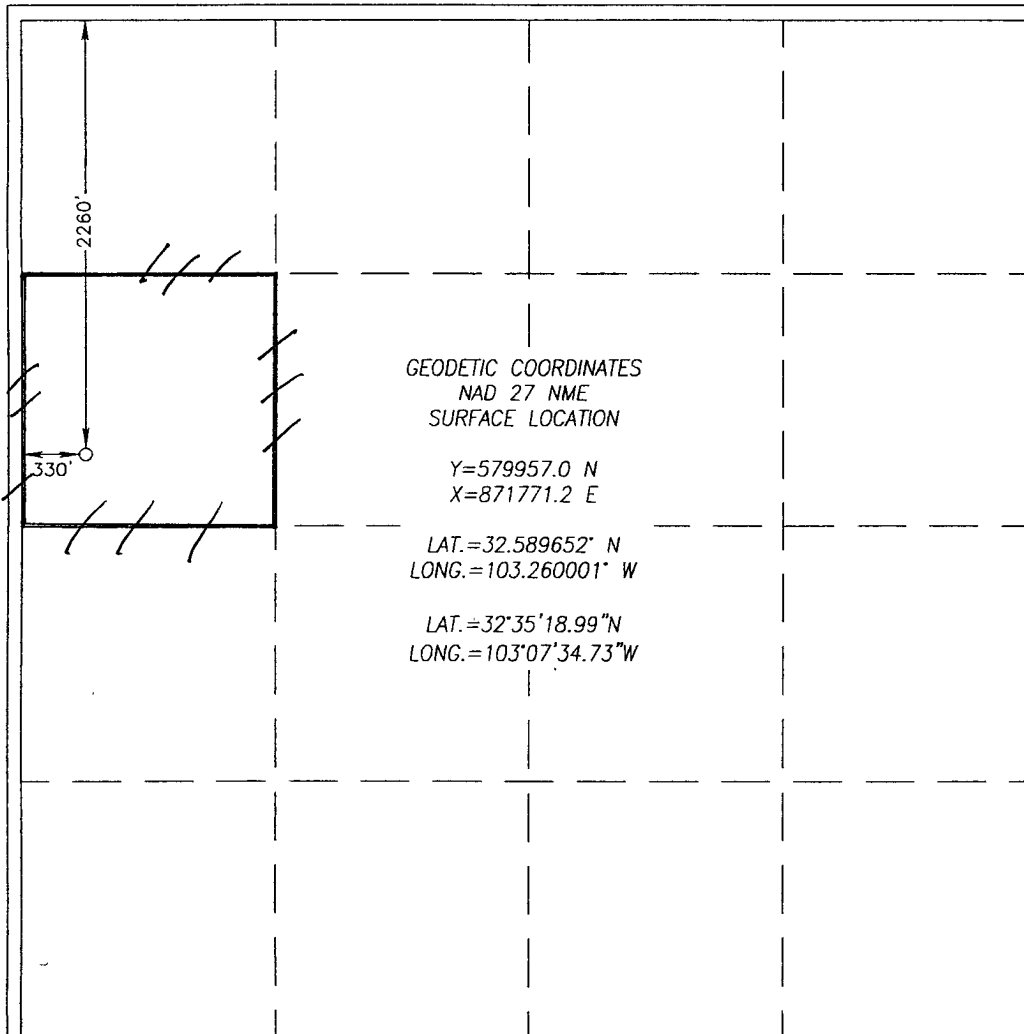 2260'
330'
GEODETIC COORDINATES
NAD 27 NME
SURFACE LOCATION
Y=579957.0 N
X=871771.2 E
LAT.=32.589652° N
LONG.=103.260001° W
LAT.=32°35'18.99"N
LONG.=103°07'34.73"W